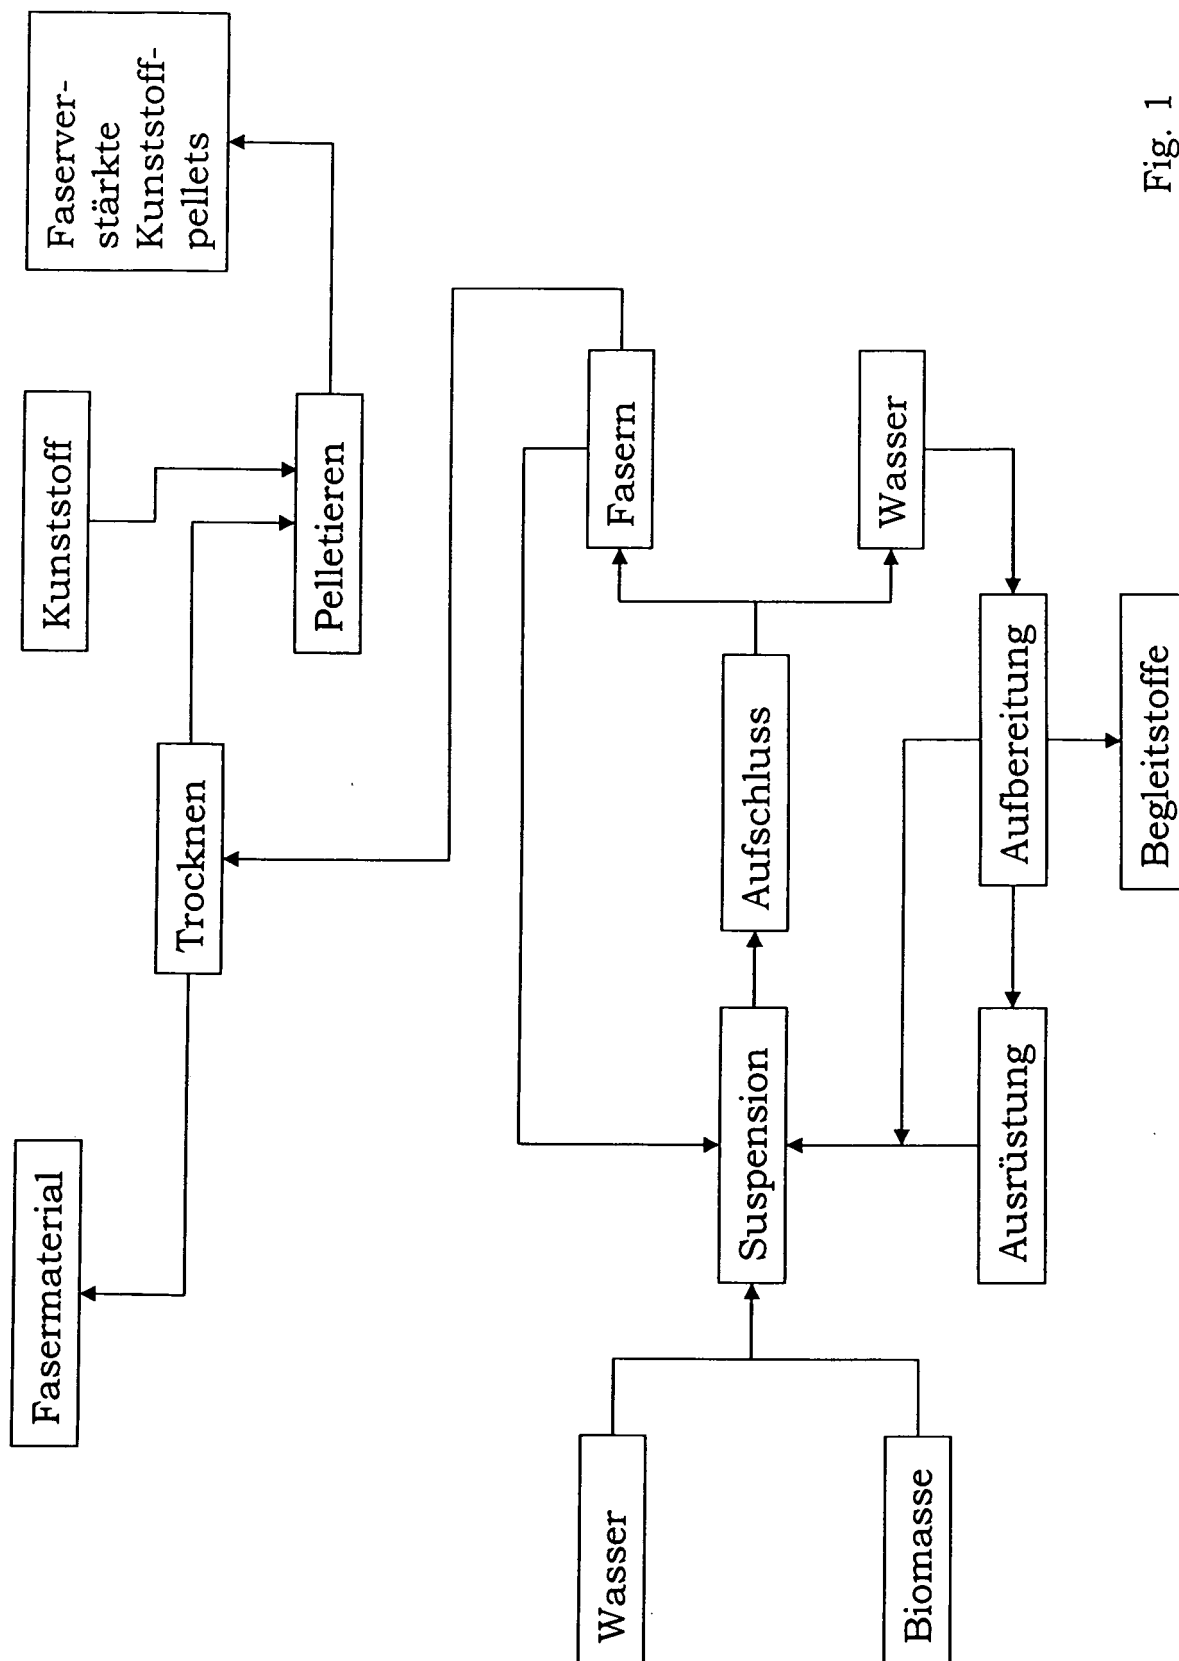 Fasermaterial
Trocknen
Kunststoff
Pelletieren
Faserver-
stärkte
Kunststoff-
pellets
Wasser
Biomasse
Suspension
Aufschluss
Fasern
Wasser
Ausrüstung
Aufbereitung
Begleitstoffe
Fig. 1